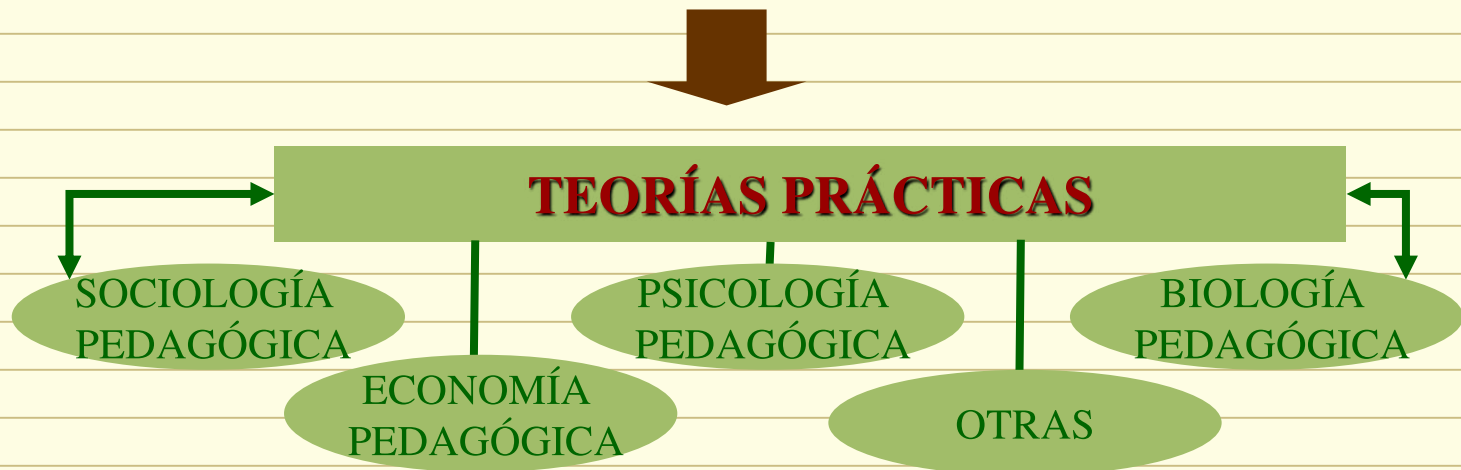 TEORÍAS PRÁCTICAS
SOCIOLOGÍA
PEDAGÓGICA
PSICOLOGÍA
PEDAGÓGICA
BIOLOGÍA
PEDAGÓGICA
ECONOMÍA
PEDAGÓGICA
OTRAS